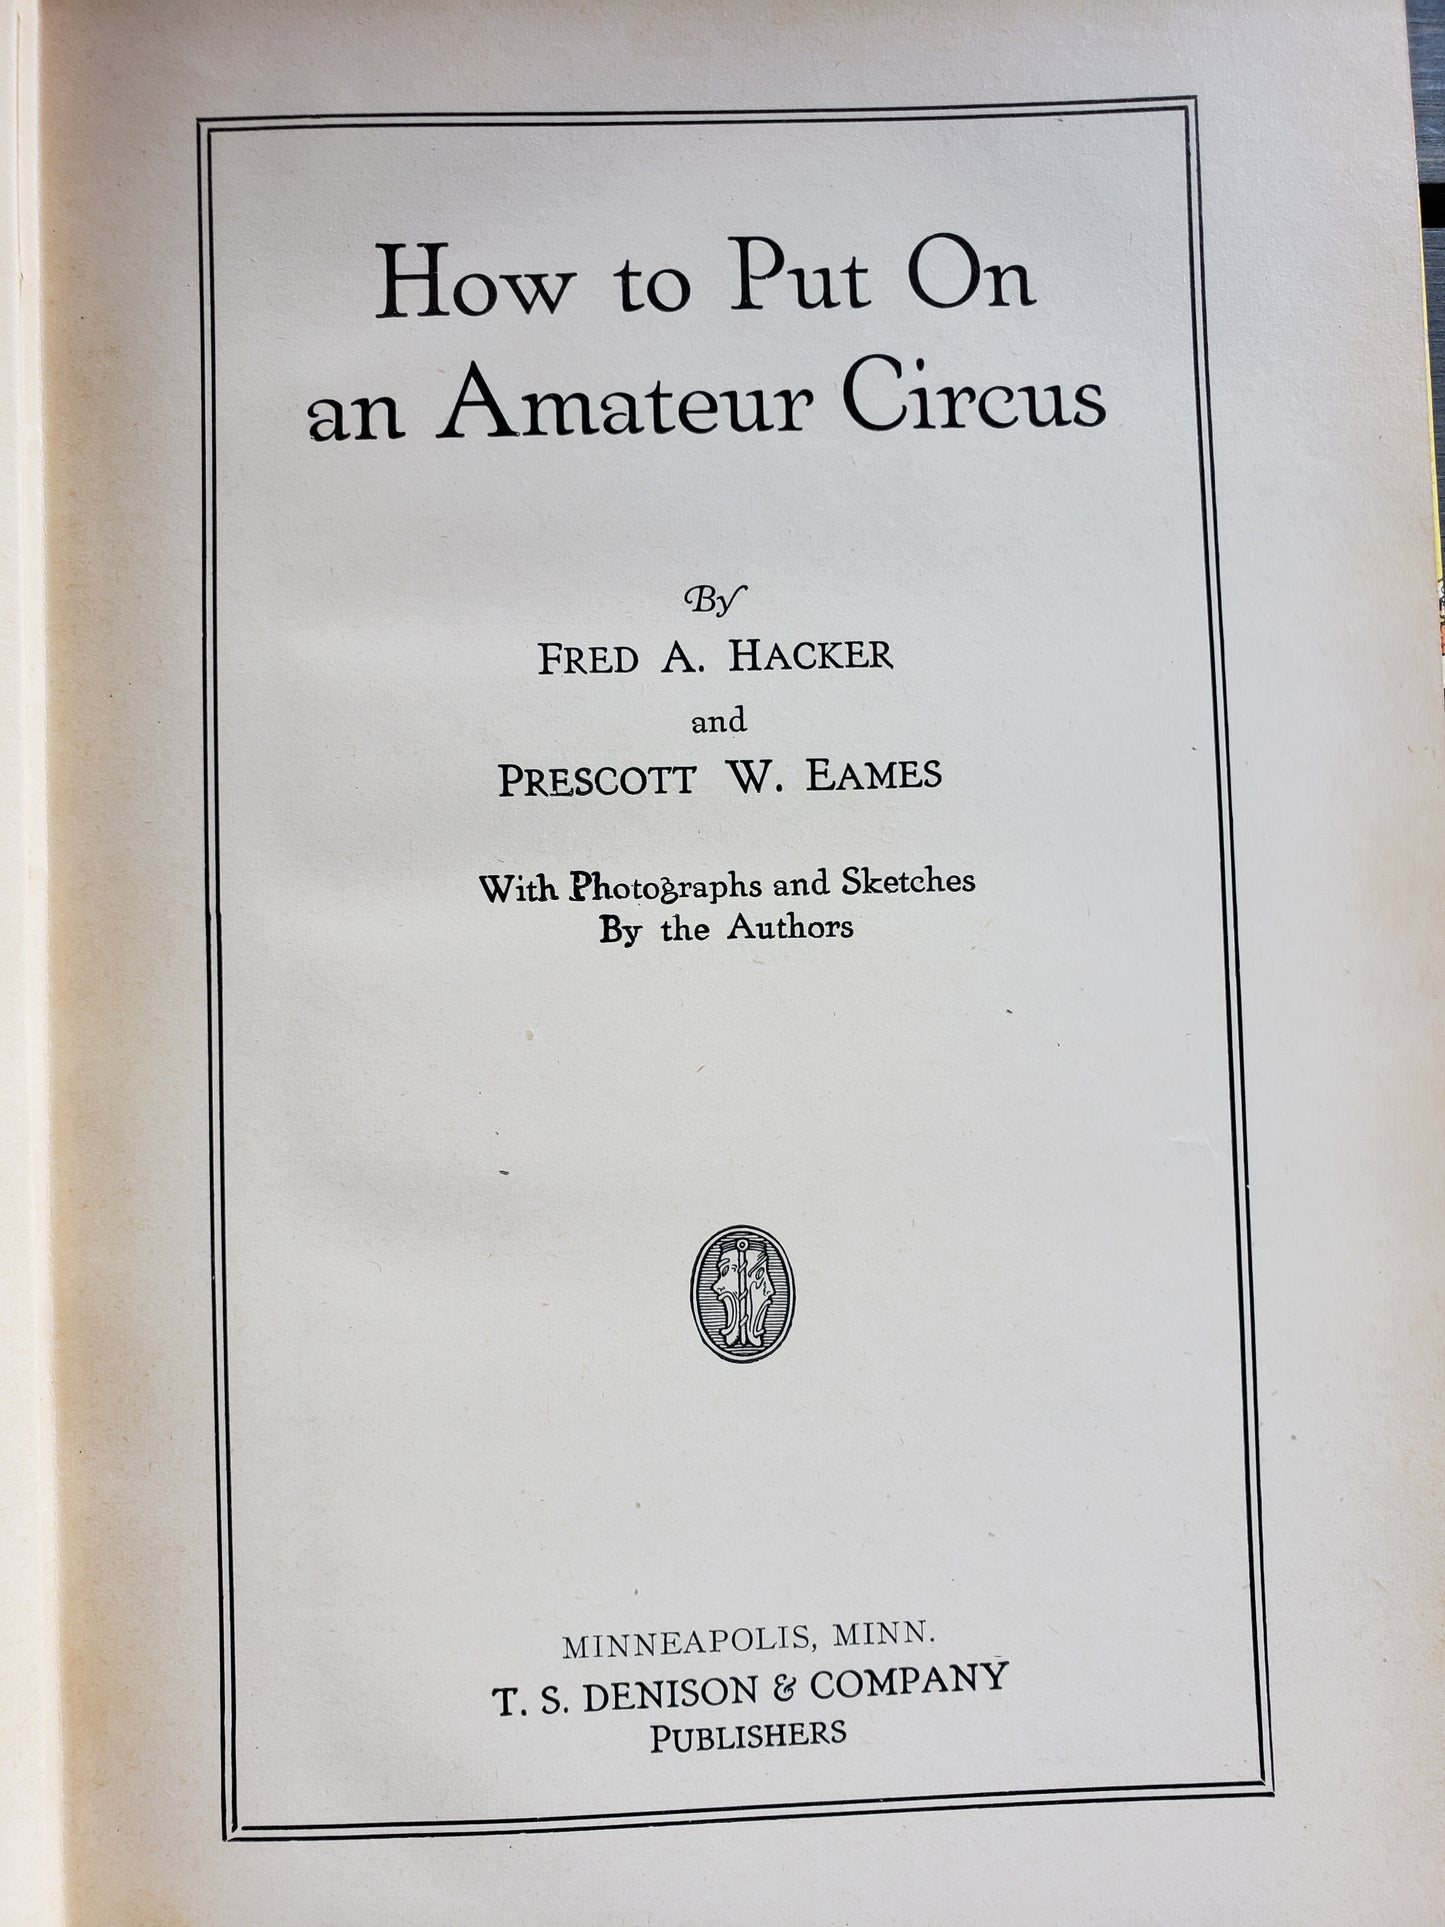 How to Put On
an Amateur Circus
By
FRED A. HACKER
and
PRESCOTT W. EAMES
With Photographs and Sketches
By the Authors
MINNEAPOLIS, MINN.
T. S. DENISON & COMPANY
PUBLISHERS